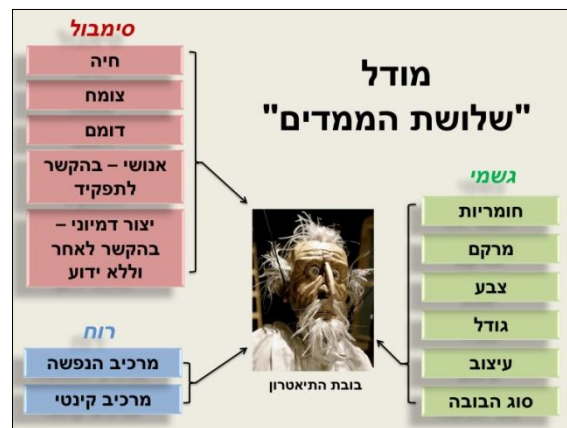 מודל
"שלושת הממדים"
סימבול
חיה
צומח
דומם
אנושי – בהקשר
לתפקיד
יצור דמיוני –
בהקשר לאחר
וללא ידוע
גשמי
חומריות
מרקם
צבע
גודל
עיצוב
סוג הבובה
רוח
מרכיב הנפשה
מרכיב קינטי
בובת התיאטרון